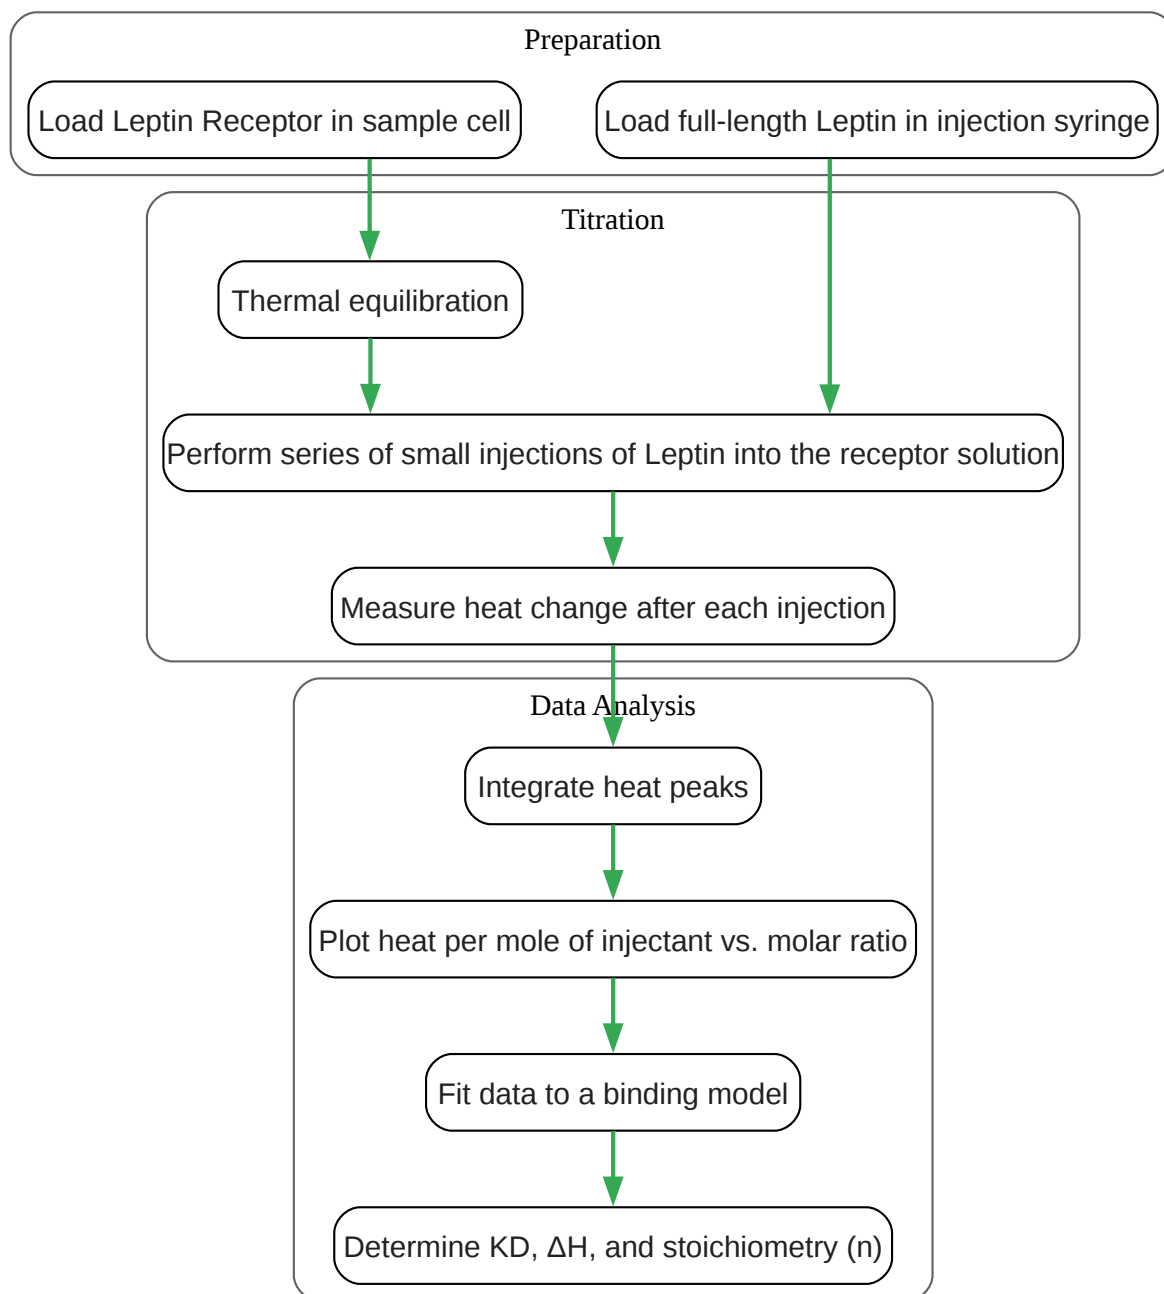 Preparation
Load Leptin Receptor in sample cell
Load full-length Leptin in injection syringe
Titration
Thermal equilibration
Perform series of small injections of Leptin into the receptor solution
Measure heat change after each injection
Data Analysis
Integrate heat peaks
Plot heat per mole of injectant vs. molar ratio
Fit data to a binding model
Determine KD, ΔH, and stoichiometry (n)